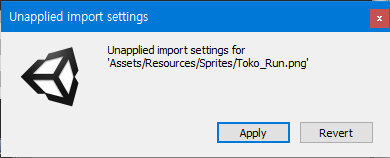 Unapplied import settings
Unapplied import settings for
'Assets/Resources/Sprites/Toko_Run.png'
Apply
Revert